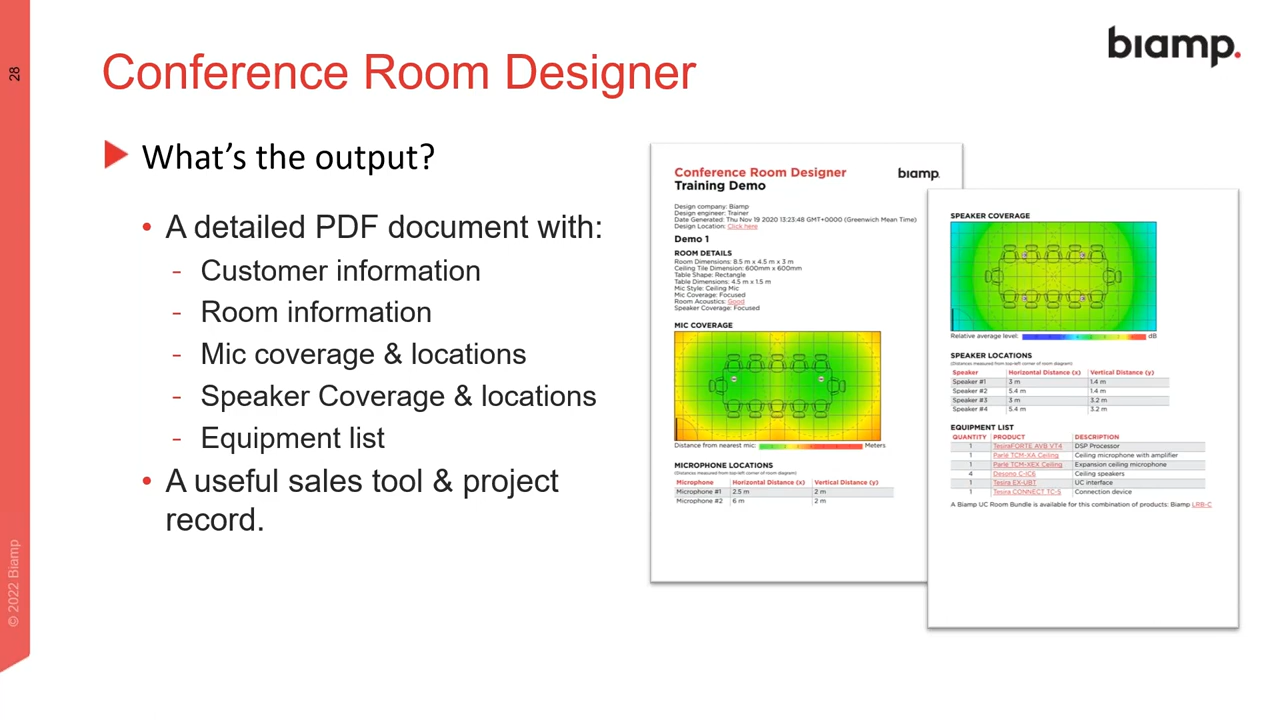 28
Conference Room Designer
biamp.
What's the output?
• A detailed PDF document with:
- Customer information
- Room information
- Mic coverage & locations
- Speaker Coverage & locations
- Equipment list
• A useful sales tool & project
record.
© 2022 Biamp
Conference Room Designer
biamp.
Training Demo
Design company: Biamp
Design engineer: Trainer
Date Generated: Thu Nov 19 2020 13:23:48 GMT+0000 (Greenwich Mean Time)
Design Location: Click here
Demo 1
ROOM DETAILS
Room Dimensions: 8.5 m x 4.5 m x 3 m
Ceiling Tile Dimension: 600mm x 600mm
Table Shape: Rectangle
Table Dimensions: 4.5 m x 1.5 m
Mic Style: Ceiling Mic
Mic Coverage: Focused
Room Acoustics: Good
Speaker Coverage: Focused
MIC COVERAGE
Distance from nearest mic: Meters
MICROPHONE LOCATIONS
(Distances measured from top-left corner of room diagram)
Microphone Horizontal Distance (x) Vertical Distance (y)
Microphone #1 2.5 m 2 m
Microphone #2 6 m 2 m
SPEAKER COVERAGE
Relative average level: dB
SPEAKER LOCATIONS
(Distances measured from top-left corner of room diagram)
Speaker Horizontal Distance (x) Vertical Distance (y)
Speaker #1 3 m 1.4 m
Speaker #2 5.4 m 1.4 m
Speaker #3 3 m 3.2 m
Speaker #4 5.4 m 3.2 m
EQUIPMENT LIST
QUANTITY PRODUCT DESCRIPTION
1 TesiraFORTE AVB VT4 DSP Processor
1 Parlé TCM-XA Ceiling Ceiling microphone with amplifier
1 Parlé TCM-XEX Ceiling Expansion ceiling microphone
4 Desono C-IC6 Ceiling speakers
1 Tesira EX-UBT UC interface
1 Tesira CONNECT TC-5 Connection device
A Biamp UC Room Bundle is available for this combination of products: Biamp LRB-C